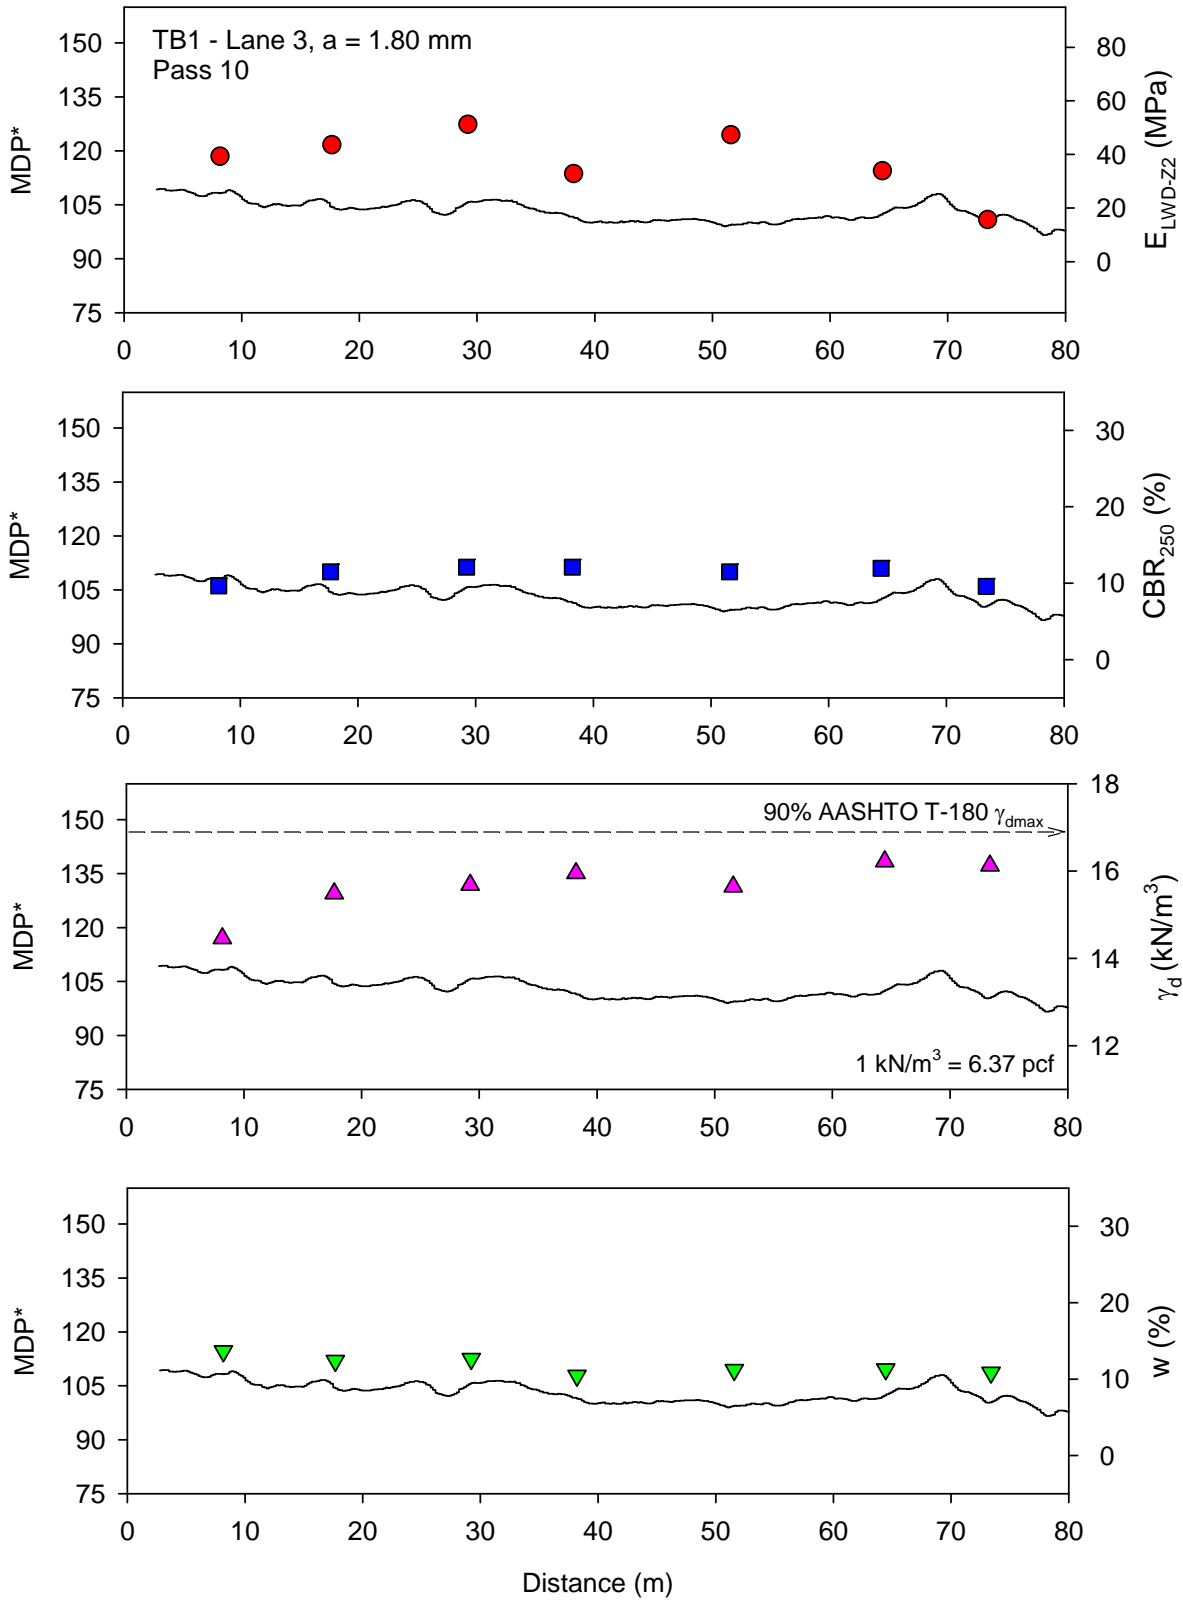 TB1 - Lane 3, a = 1.80 mm
Pass 10
MDP*
150
135
120
105
90
75
80
60
40
20
0
E_LWD-Z2 (MPa)
0 10 20 30 40 50 60 70 80
MDP*
150
135
120
105
90
75
30
20
10
0
CBR_250 (%)
0 10 20 30 40 50 60 70 80
MDP*
150
135
120
105
90
75
90% AASHTO T-180 γ_dmax
1 kN/m³ = 6.37 pcf
18
16
14
12
γ_d (kN/m³)
0 10 20 30 40 50 60 70 80
MDP*
150
135
120
105
90
75
30
20
10
0
w (%)
0 10 20 30 40 50 60 70 80
Distance (m)